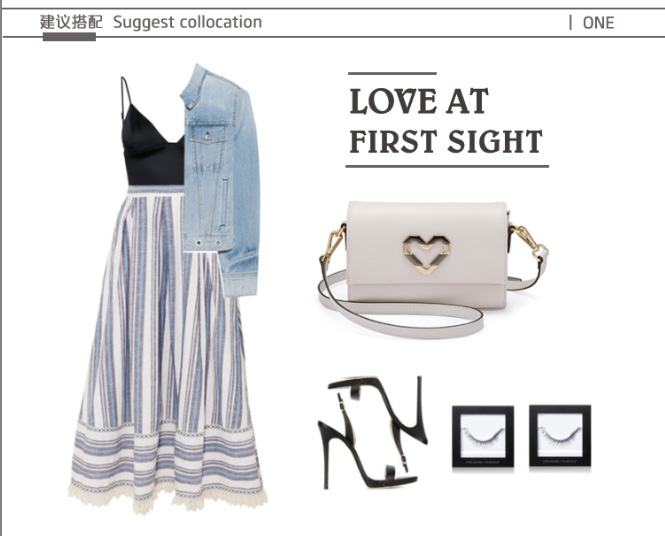 建议搭配 Suggest collocation
| ONE
LOVE AT
FIRST SIGHT